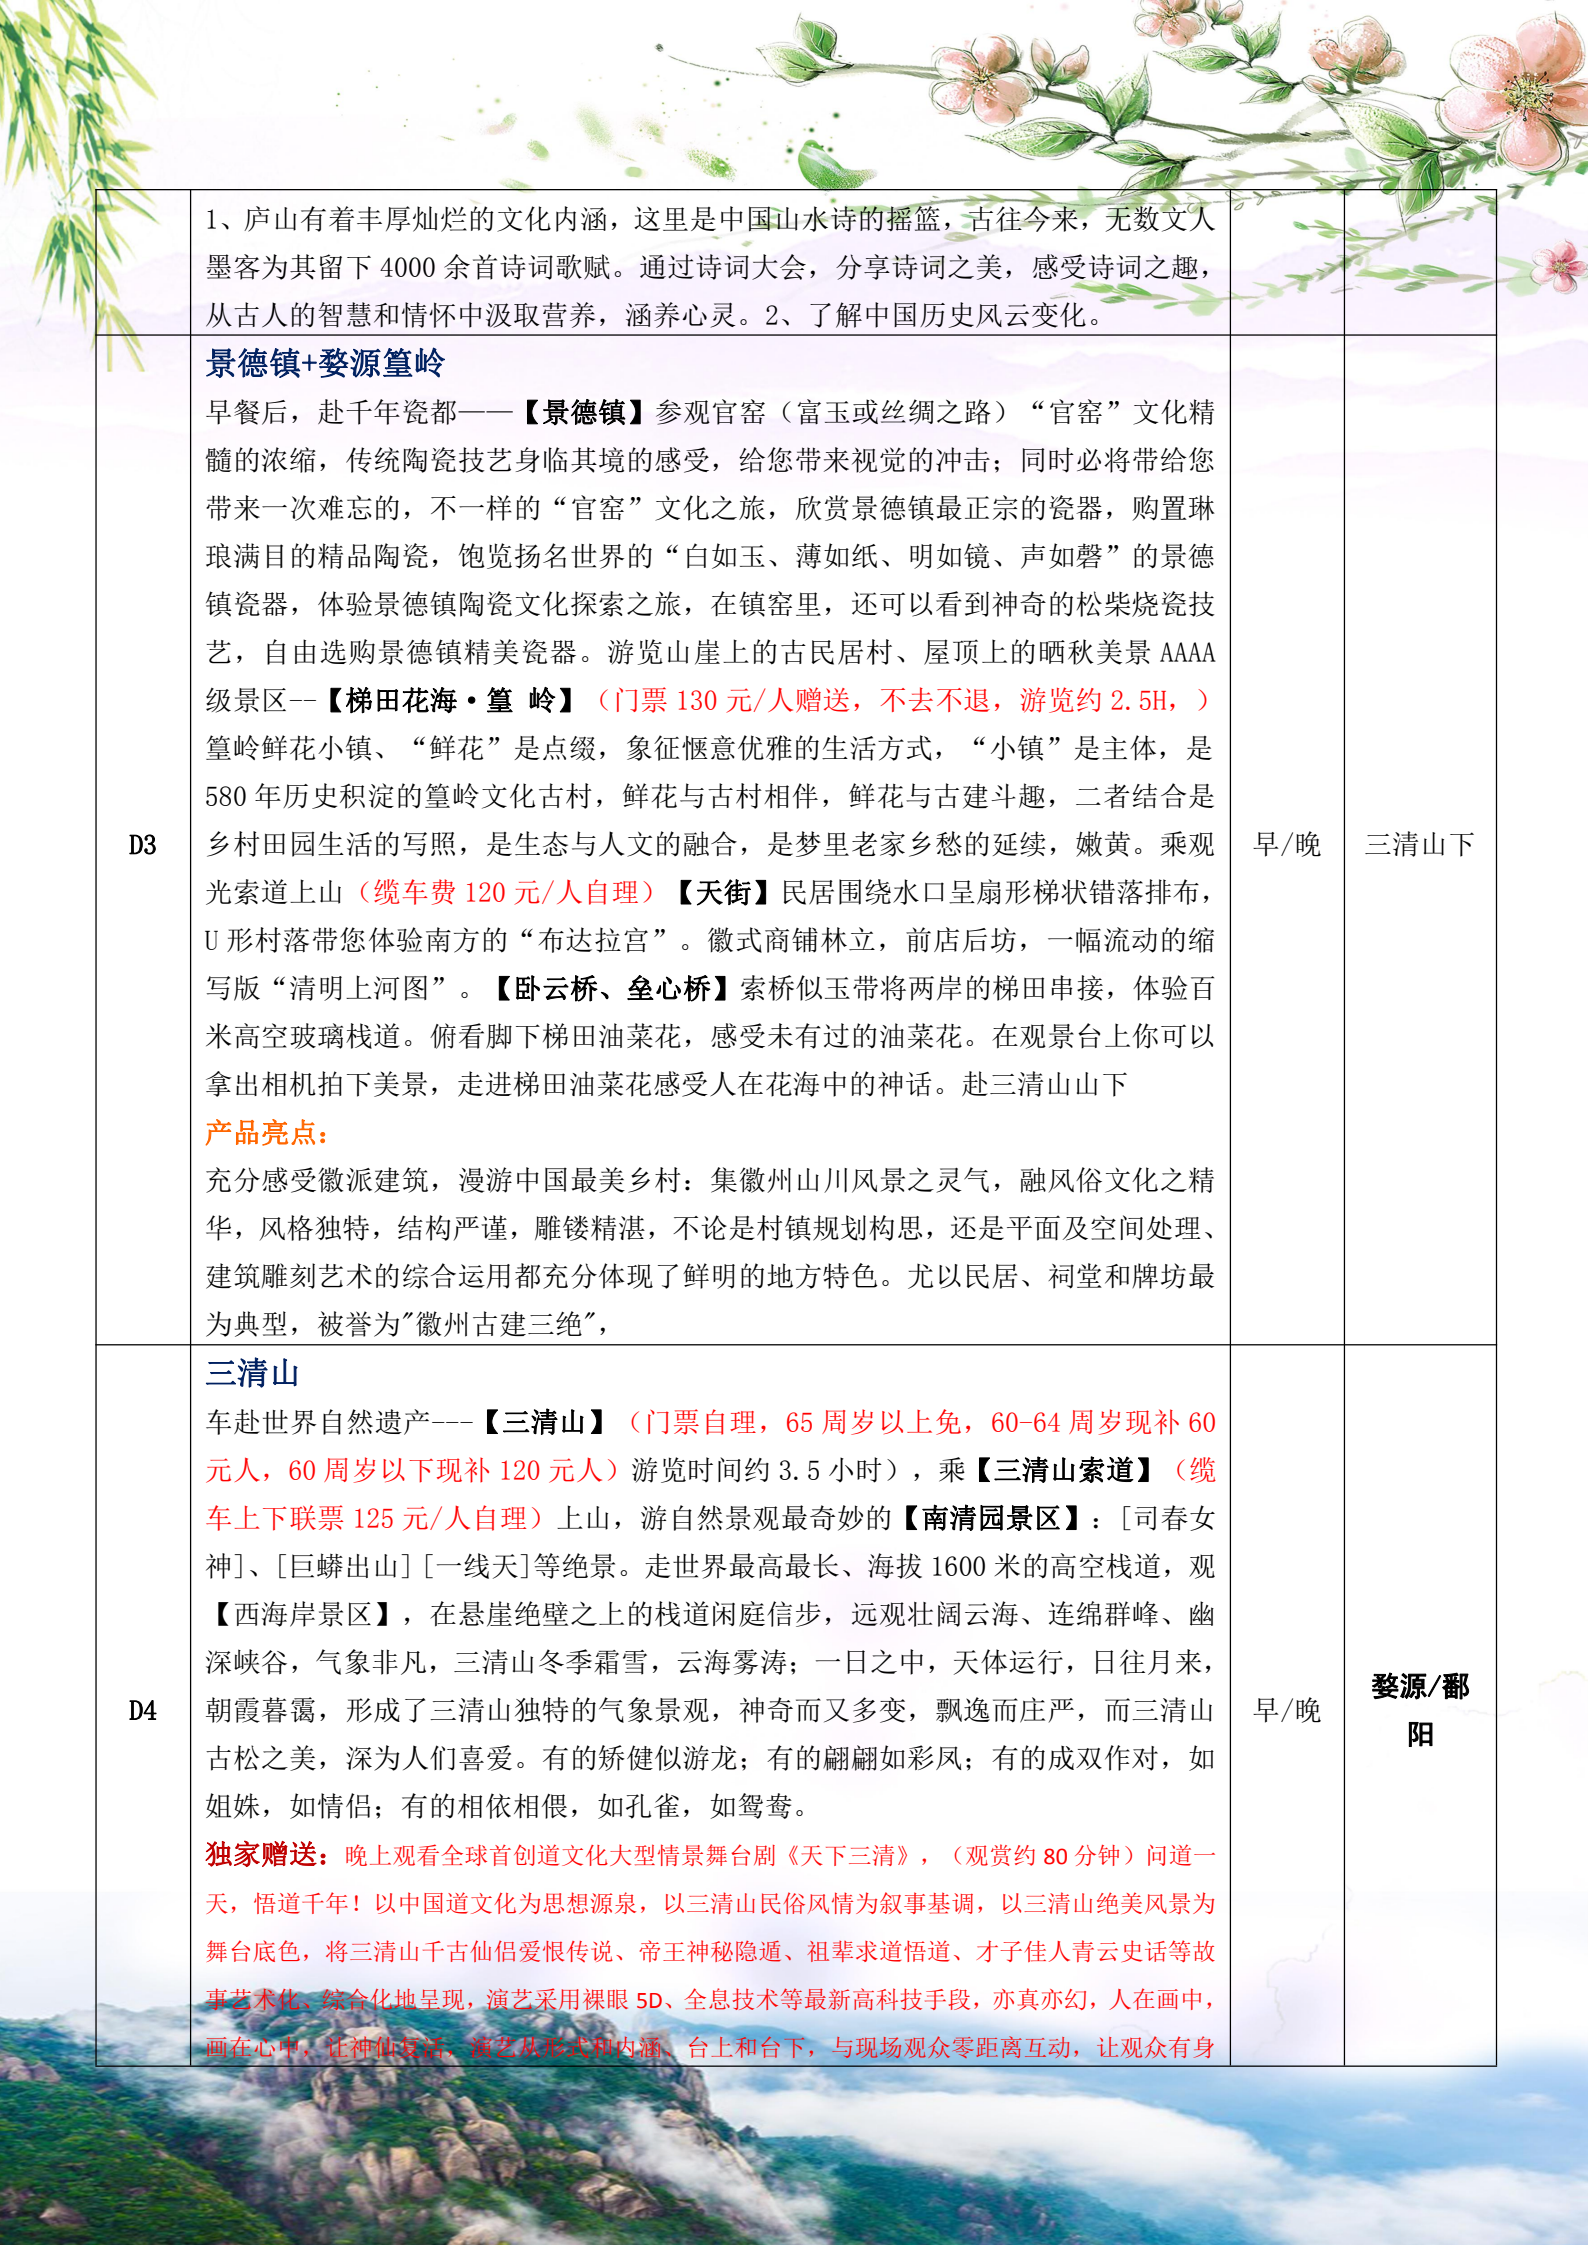 1、庐山有着丰厚灿烂的文化内涵，这里是中国山水诗的摇篮，古往今来，无数文人
墨客为其留下 4000 余首诗词歌赋。通过诗词大会，分享诗词之美，感受诗词之趣，
从古人的智慧和情怀中汲取营养，涵养心灵。2、了解中国历史风云变化。
景德镇+婺源篁岭
早餐后，赴千年瓷都——【景德镇】参观官窑（富玉或丝绸之路）“官窑”文化精
髓的浓缩，传统陶瓷技艺身临其境的感受，给您带来视觉的冲击；同时必将带给您
带来一次难忘的，不一样的“官窑”文化之旅，欣赏景德镇最正宗的瓷器，购置琳
琅满目的精品陶瓷，饱览扬名世界的“白如玉、薄如纸、明如镜、声如磬”的景德
镇瓷器，体验景德镇陶瓷文化探索之旅，在镇窑里，还可以看到神奇的松柴烧瓷技
艺，自由选购景德镇精美瓷器。游览山崖上的古民居村、屋顶上的晒秋美景 AAAA
级景区--【梯田花海·篁 岭】（门票 130 元/人赠送，不去不退，游览约 2.5H，）
篁岭鲜花小镇、“鲜花”是点缀，象征惬意优雅的生活方式，“小镇”是主体，是
580 年历史积淀的篁岭文化古村，鲜花与古村相伴，鲜花与古建斗趣，二者结合是
D3
乡村田园生活的写照，是生态与人文的融合，是梦里老家乡愁的延续，嫩黄。乘观
早/晚
三清山下
光索道上山（缆车费 120 元/人自理）【天街】民居围绕水口呈扇形梯状错落排布，
U 形村落带您体验南方的“布达拉宫”。徽式商铺林立，前店后坊，一幅流动的缩
写版“清明上河图”。【卧云桥、垒心桥】索桥似玉带将两岸的梯田串接，体验百
米高空玻璃栈道。俯看脚下梯田油菜花，感受未有过的油菜花。在观景台上你可以
拿出相机拍下美景，走进梯田油菜花感受人在花海中的神话。赴三清山山下
产品亮点：
充分感受徽派建筑，漫游中国最美乡村：集徽州山川风景之灵气，融风俗文化之精
华，风格独特，结构严谨，雕镂精湛，不论是村镇规划构思，还是平面及空间处理、
建筑雕刻艺术的综合运用都充分体现了鲜明的地方特色。尤以民居、祠堂和牌坊最
为典型，被誉为"徽州古建三绝"，
三清山
车赴世界自然遗产---【三清山】（门票自理，65 周岁以上免，60-64 周岁现补 60
元人，60 周岁以下现补 120 元人）游览时间约 3.5 小时），乘【三清山索道】（缆
车上下联票 125 元/人自理）上山，游自然景观最奇妙的【南清园景区】：[司春女
神]、[巨蟒出山][一线天]等绝景。走世界最高最长、海拔 1600 米的高空栈道，观
【西海岸景区】，在悬崖绝壁之上的栈道闲庭信步，远观壮阔云海、连绵群峰、幽
深峡谷，气象非凡，三清山冬季霜雪，云海雾涛；一日之中，天体运行，日往月来，
D4
朝霞暮霭，形成了三清山独特的气象景观，神奇而又多变，飘逸而庄严，而三清山
早/晚
婺源/鄱
阳
古松之美，深为人们喜爱。有的矫健似游龙；有的翩翩如彩凤；有的成双作对，如
姐妹，如情侣；有的相依相偎，如孔雀，如鸳鸯。
独家赠送：晚上观看全球首创道文化大型情景舞台剧《天下三清》，（观赏约 80 分钟）问道一
天，悟道千年！以中国道文化为思想源泉，以三清山民俗风情为叙事基调，以三清山绝美风景为
舞台底色，将三清山千古仙侣爱恨传说、帝王神秘隐遁、祖辈求道悟道、才子佳人青云史话等故
事艺术化、综合化地呈现，演艺采用裸眼 5D、全息技术等最新高科技手段，亦真亦幻，人在画中，
画在心中，让神仙复活，演艺从形式和内涵、台上和台下，与现场观众零距离互动，让观众有身